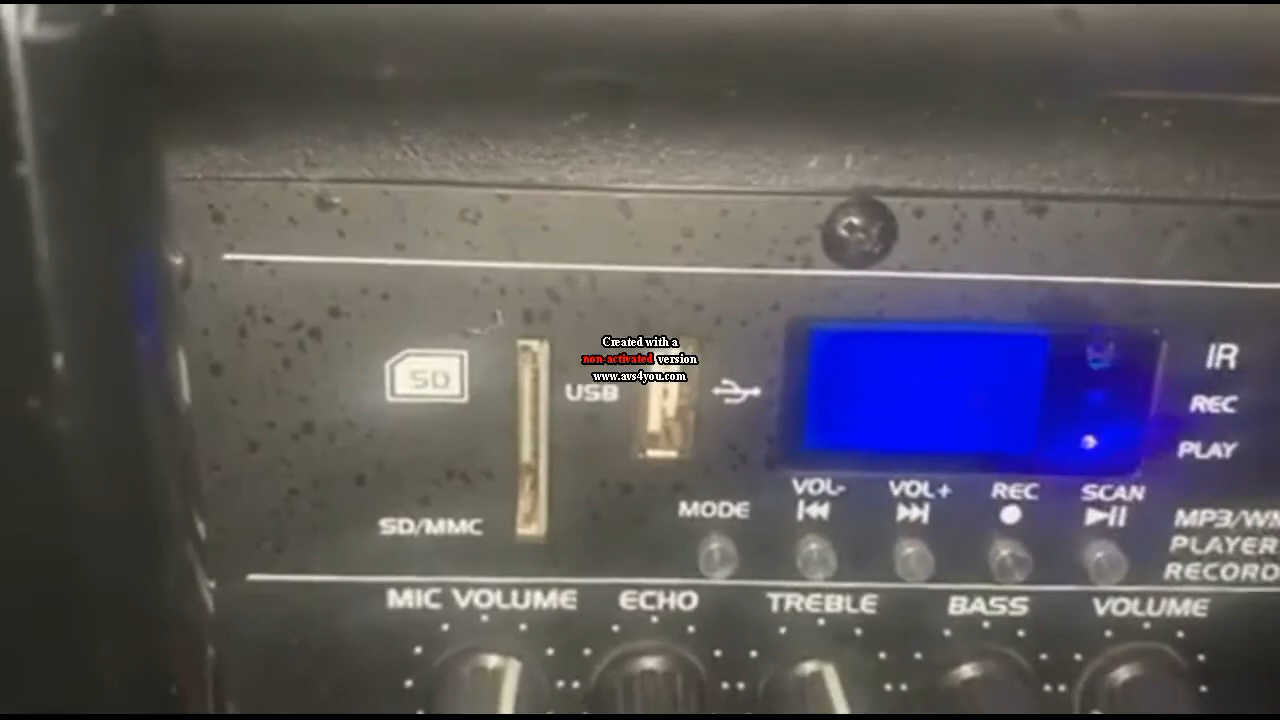 SD
Created with a
non-activated version
www.avs4you.com
USB
IR
REC
PLAY
SD/MMC
MODE
VOL-
VOL+
REC
SCAN
MP3/W
PLAYER
RECORD
MIC VOLUME
ECHO
TREBLE
BASS
VOLUME